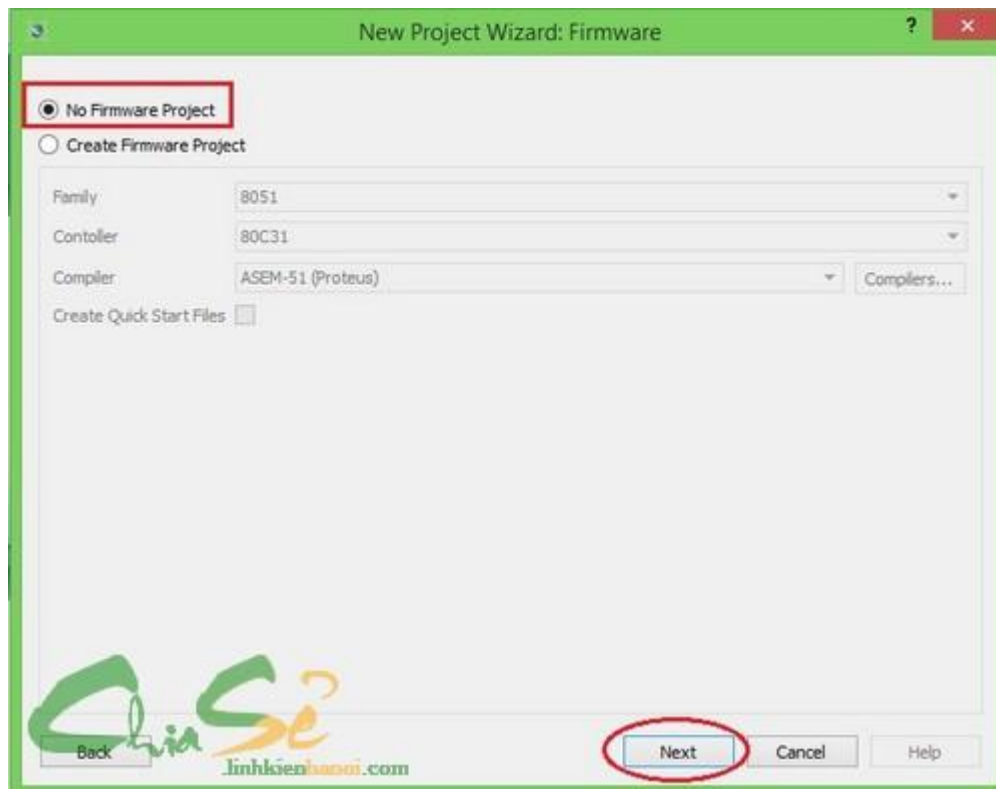 New Project Wizard: Firmware
?
No Firmware Project
Create Firmware Project
Family 8051
Contoller 80C31
Compiler ASEM-51 (Proteus) Compilers...
Create Quick Start Files
Chia Sẻ
.linhkienhanoi.com
Back Next Cancel Help